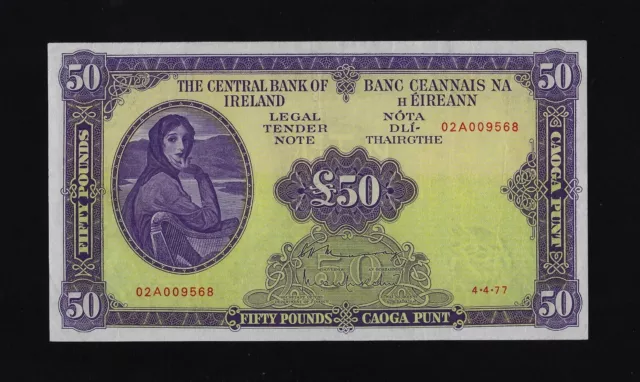 50
50
THE CENTRAL BANK OF
IRELAND
BANC CEANNAIS NA
H ÉIREANN
LEGAL
TENDER
NOTE
NÓTA
DLÍ-
THAIRGTHE
02A009568
FIFTY POUNDS
£50
CAOGA PUNT
50
02A009568
4·4·77
50
FIFTY POUNDS
CAOGA PUNT
50